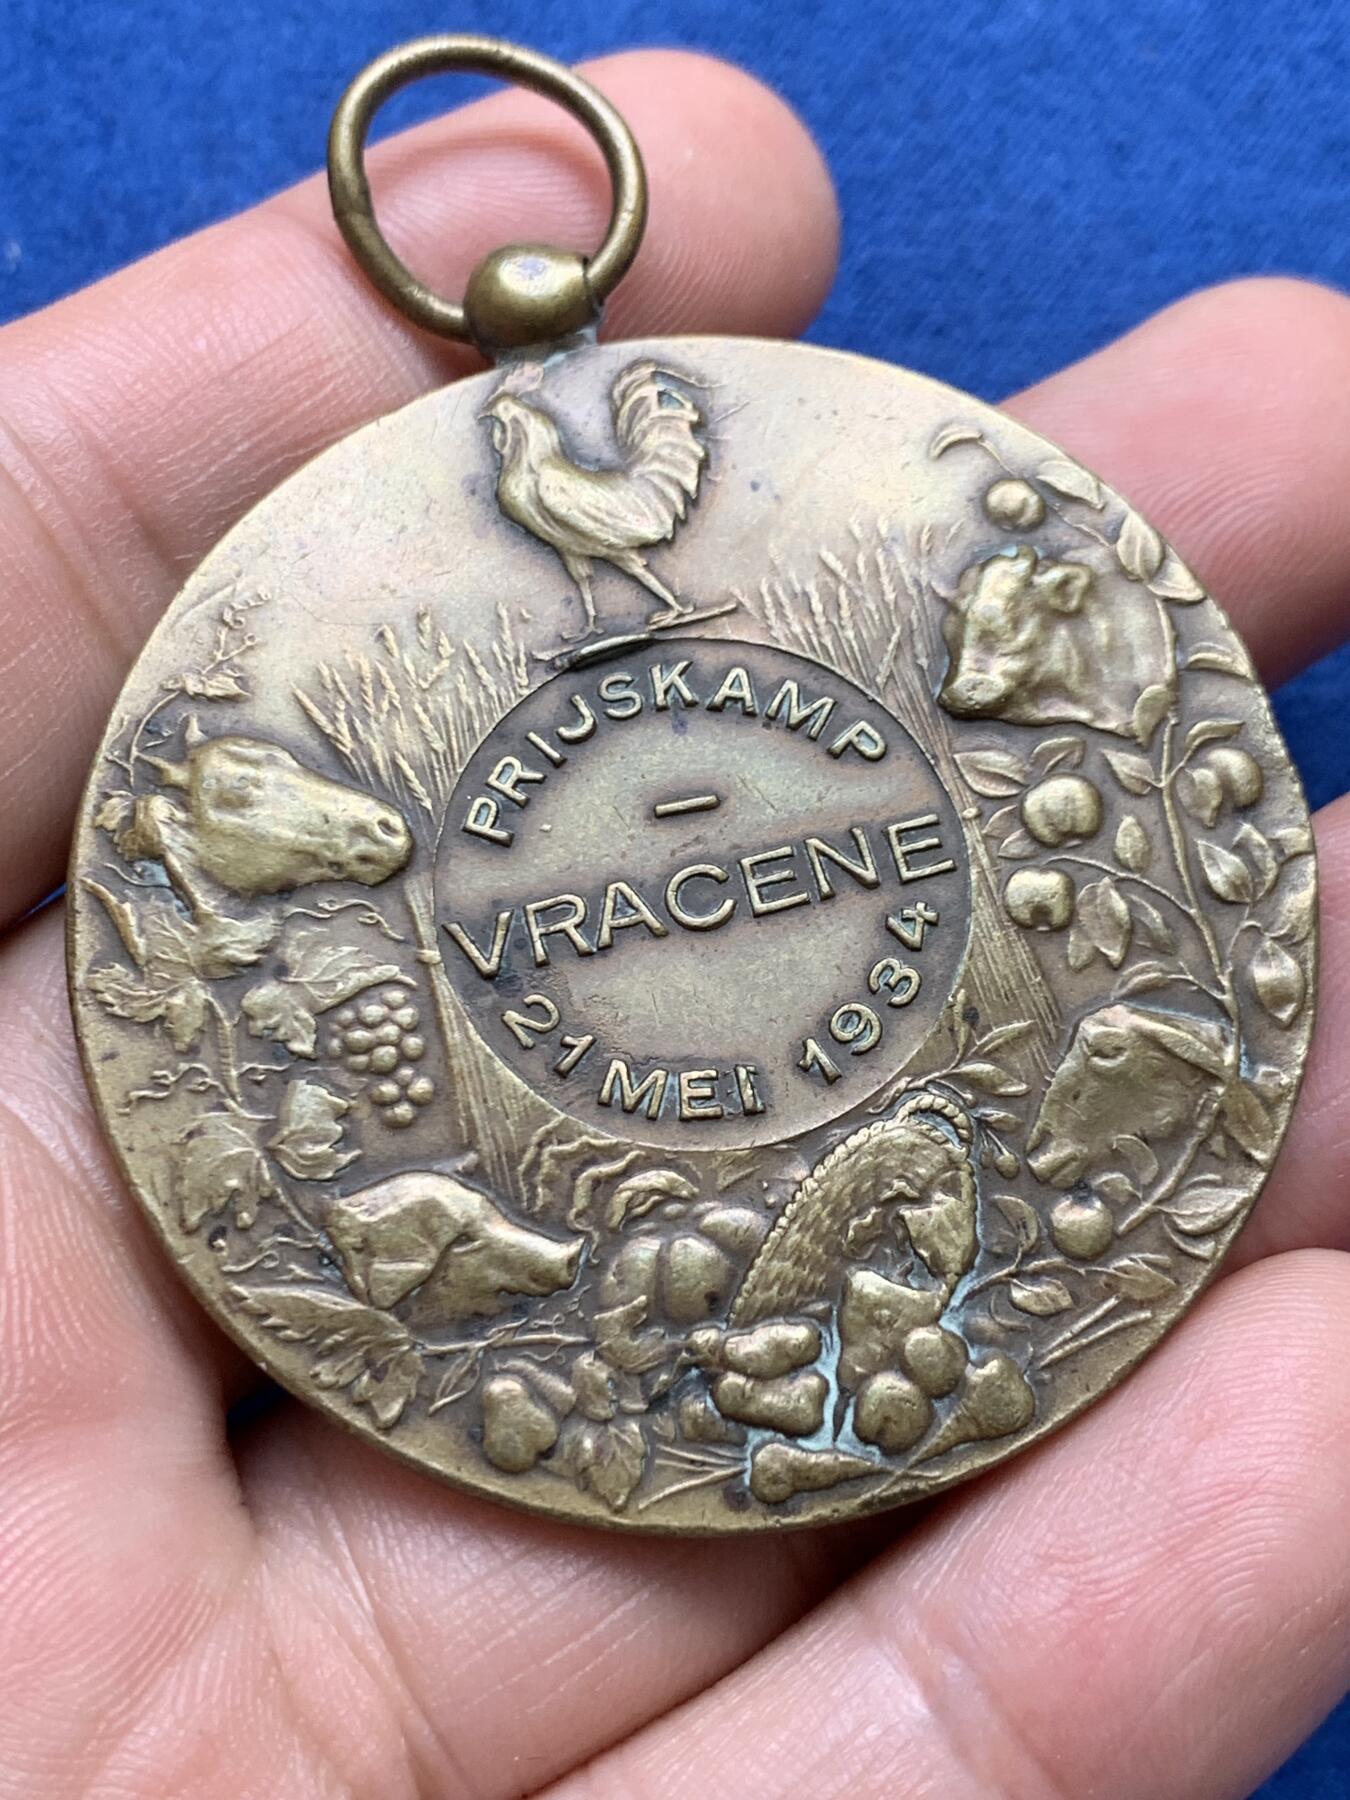 PRIJSKAMP
–
VRACENE
21 MEI 1934